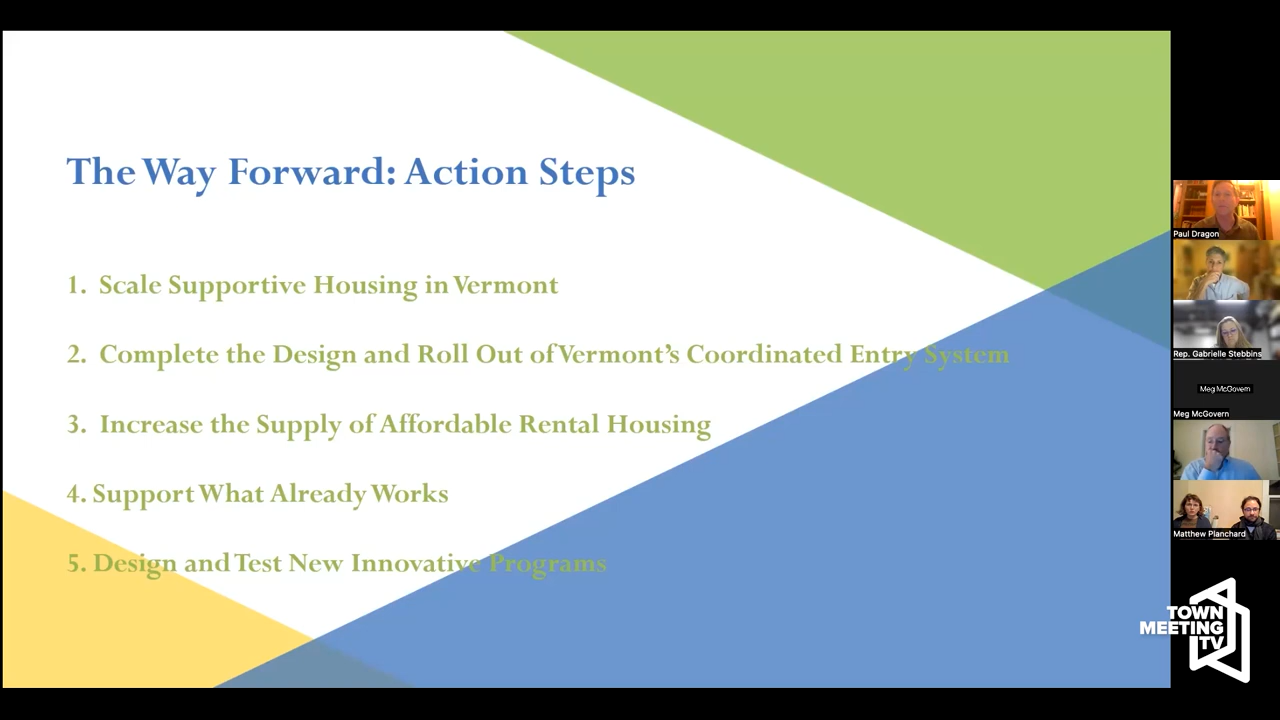 The Way Forward: Action Steps
1. Scale Supportive Housing in Vermont
2. Complete the Design and Roll Out of Vermont’s Coordinated Entry System
3. Increase the Supply of Affordable Rental Housing
4. Support What Already Works
5. Design and Test New Innovative Programs
Paul Dragon
Rep. Gabrielle Stebbins
Meg McGovern
Meg McGovern
Matthew Planchard
TOWN
MEETING
TV